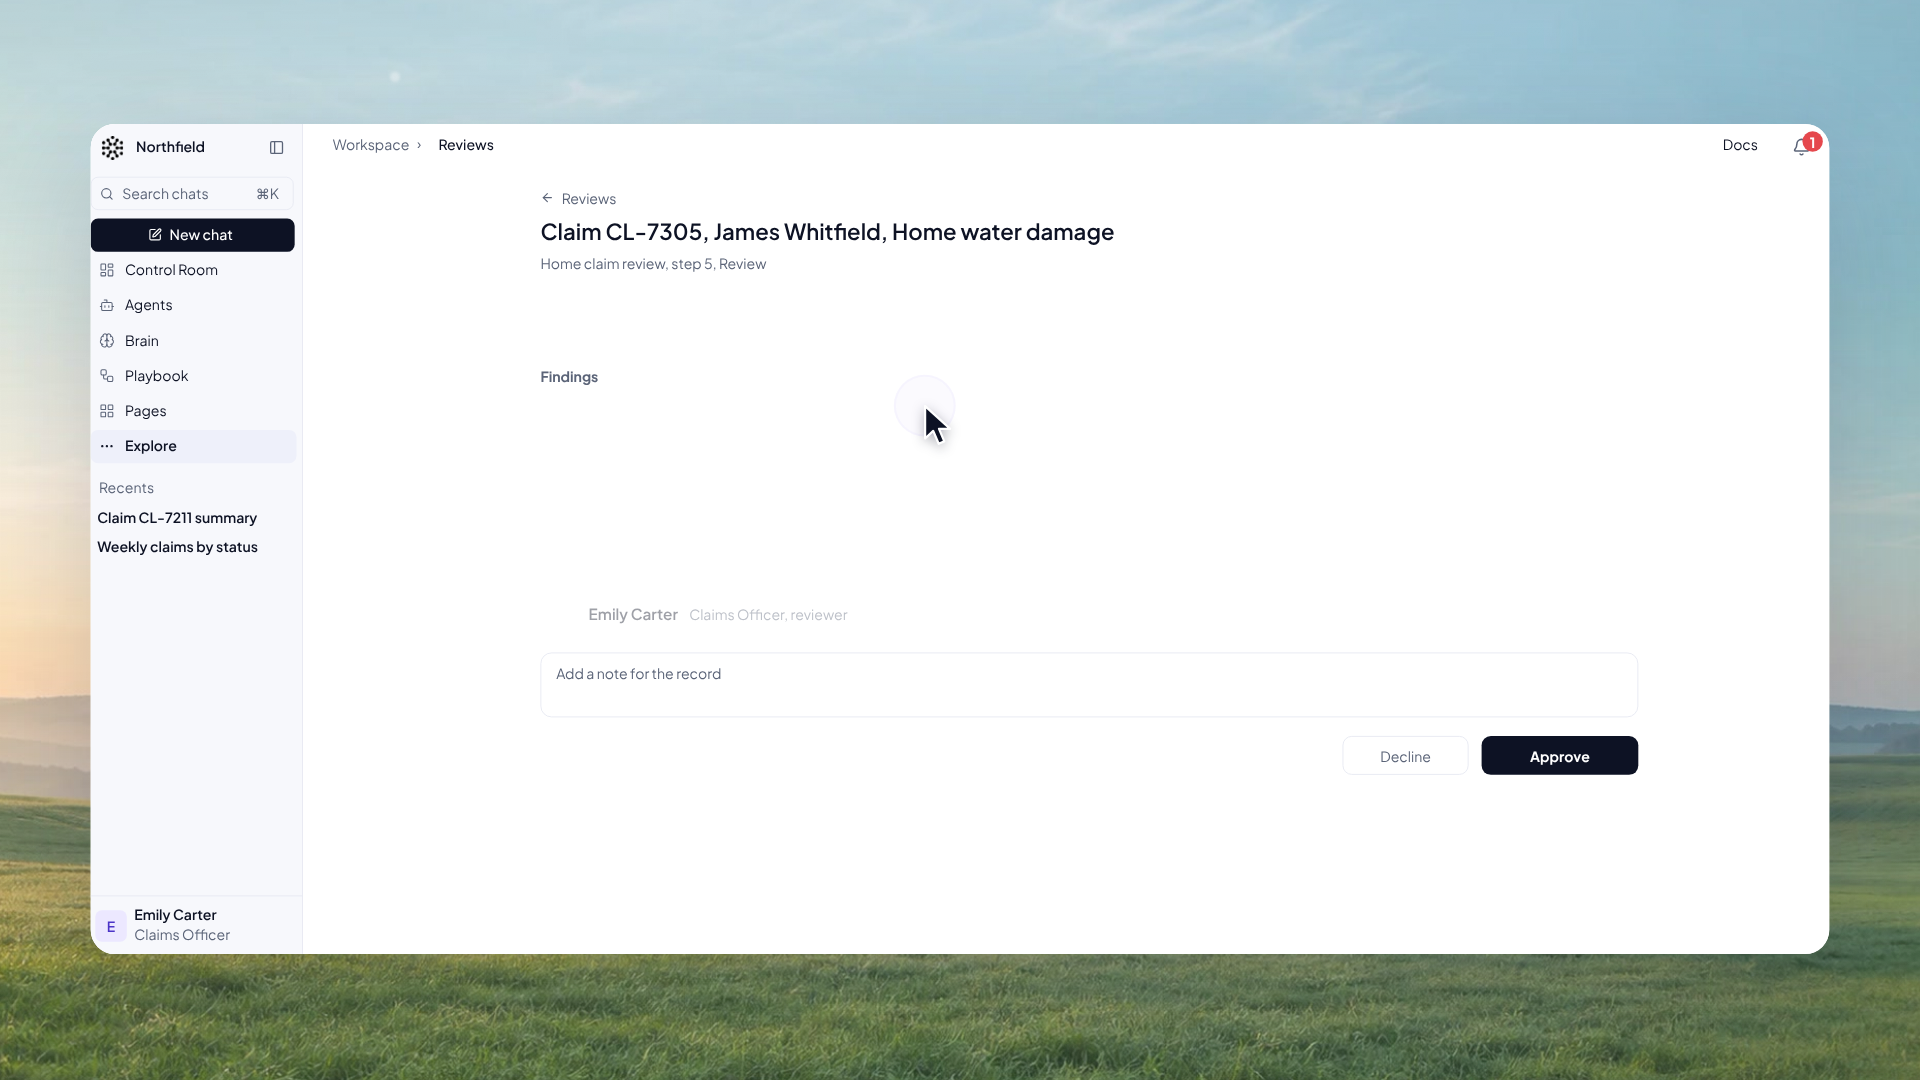 Northfield
Search chats ⌘K
New chat
Control Room
Agents
Brain
Playbook
Pages
Explore
Recents
Claim CL-7211 summary
Weekly claims by status
E
Emily Carter
Claims Officer
Workspace › Reviews
Docs
1
← Reviews
Claim CL-7305, James Whitfield, Home water damage
Home claim review, step 5, Review
Findings
Emily Carter Claims Officer, reviewer
Add a note for the record
Decline
Approve